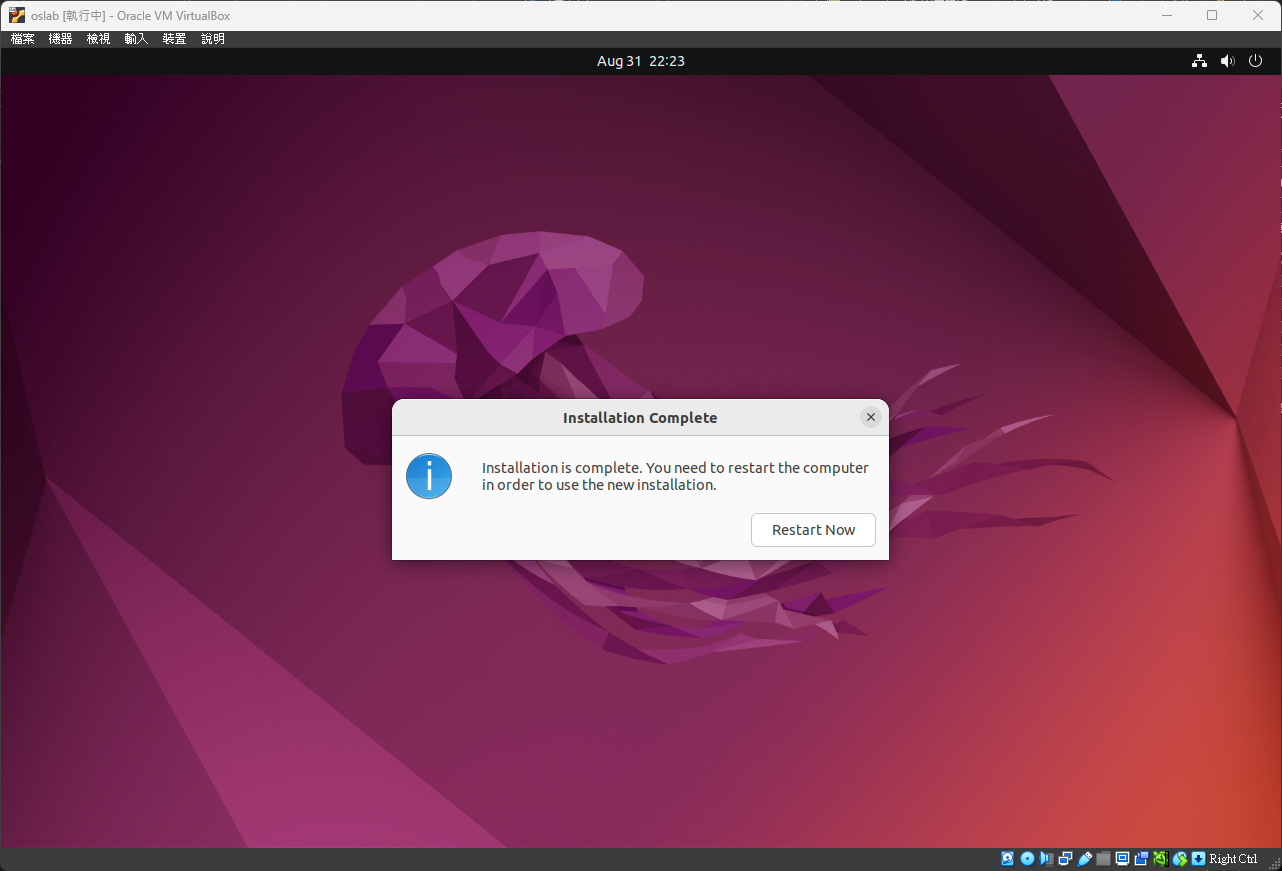 oslab [執行中] - Oracle VM VirtualBox
檔案 機器 檢視 輸入 裝置 說明
Aug 31 22:23
Installation Complete
Installation is complete. You need to restart the computer
in order to use the new installation.
Restart Now
Right Ctrl